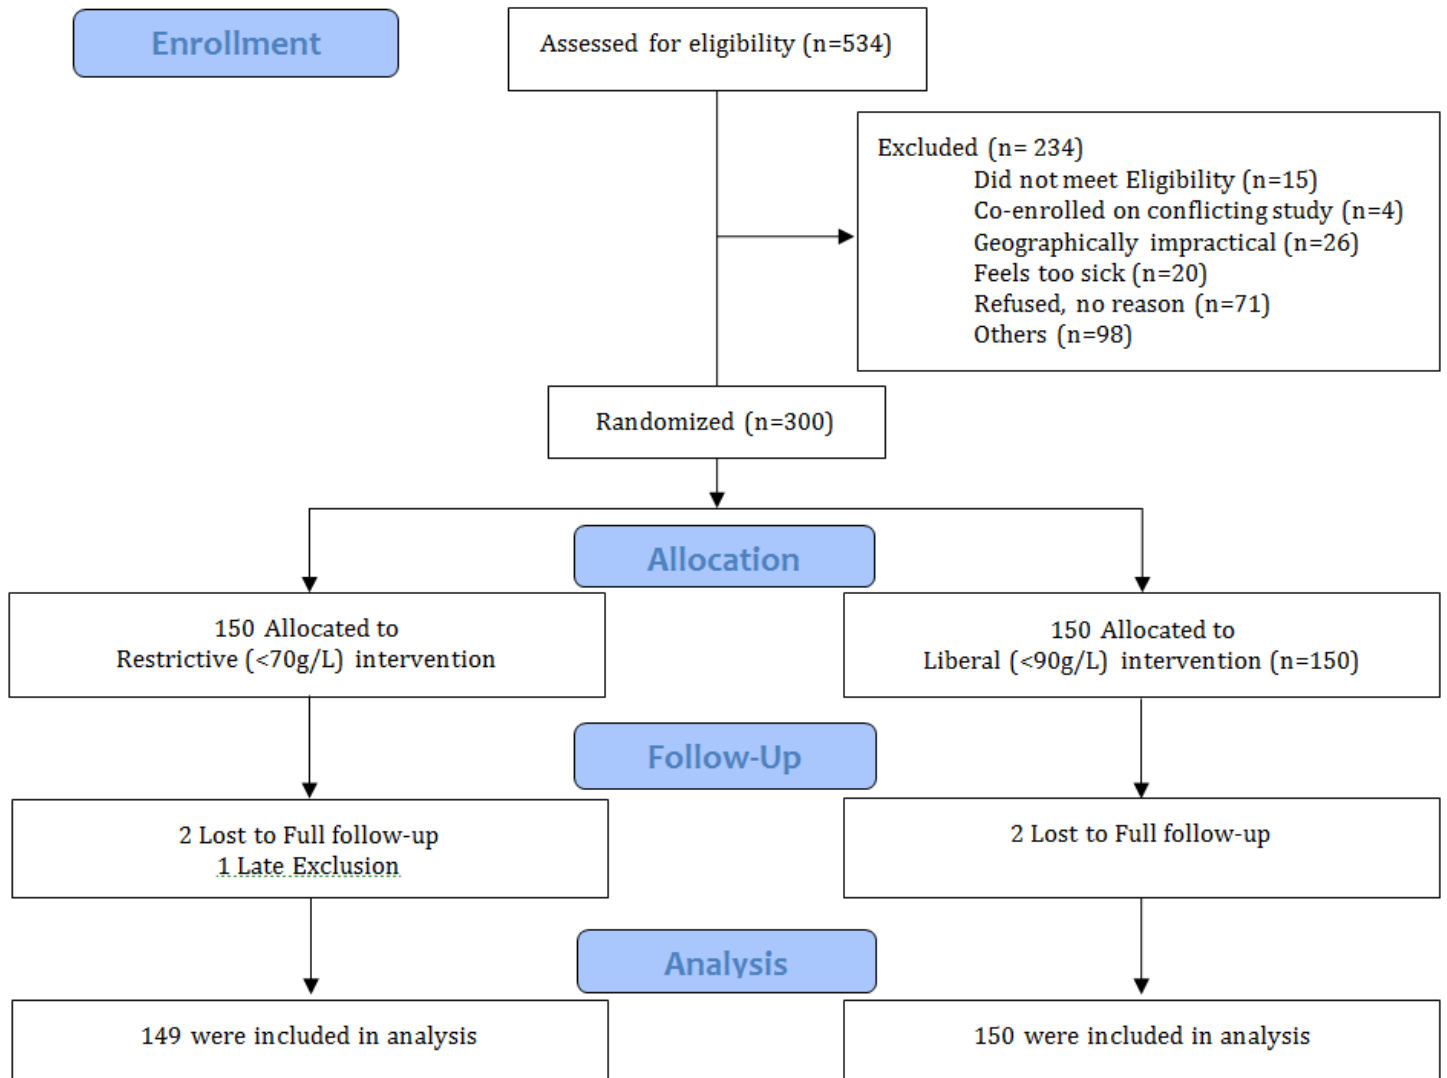 Enrollment
Assessed for eligibility (n=534)
Excluded (n= 234)
Did not meet Eligibility (n=15)
Co-enrolled on conflicting study (n=4)
Geographically impractical (n=26)
Feels too sick (n=20)
Refused, no reason (n=71)
Others (n=98)
Randomized (n=300)
Allocation
150 Allocated to
Restrictive (<70g/L) intervention
150 Allocated to
Liberal (<90g/L) intervention (n=150)
Follow-Up
2 Lost to Full follow-up
1 Late Exclusion
2 Lost to Full follow-up
Analysis
149 were included in analysis
150 were included in analysis